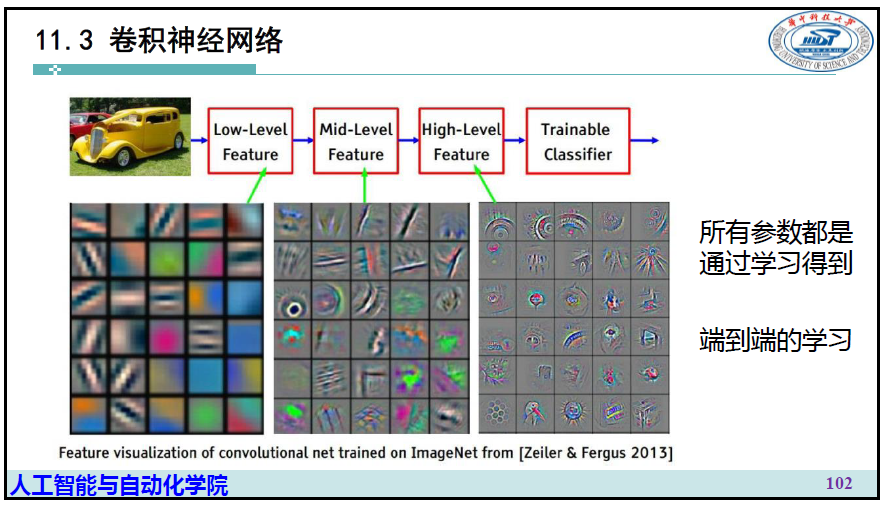 11.3 卷积神经网络
Low-Level
Feature
Mid-Level
Feature
High-Level
Feature
Trainable
Classifier
所有参数都是
通过学习得到
端到端的学习
Feature visualization of convolutional net trained on ImageNet from [Zeiler & Fergus 2013]
人工智能与自动化学院
102